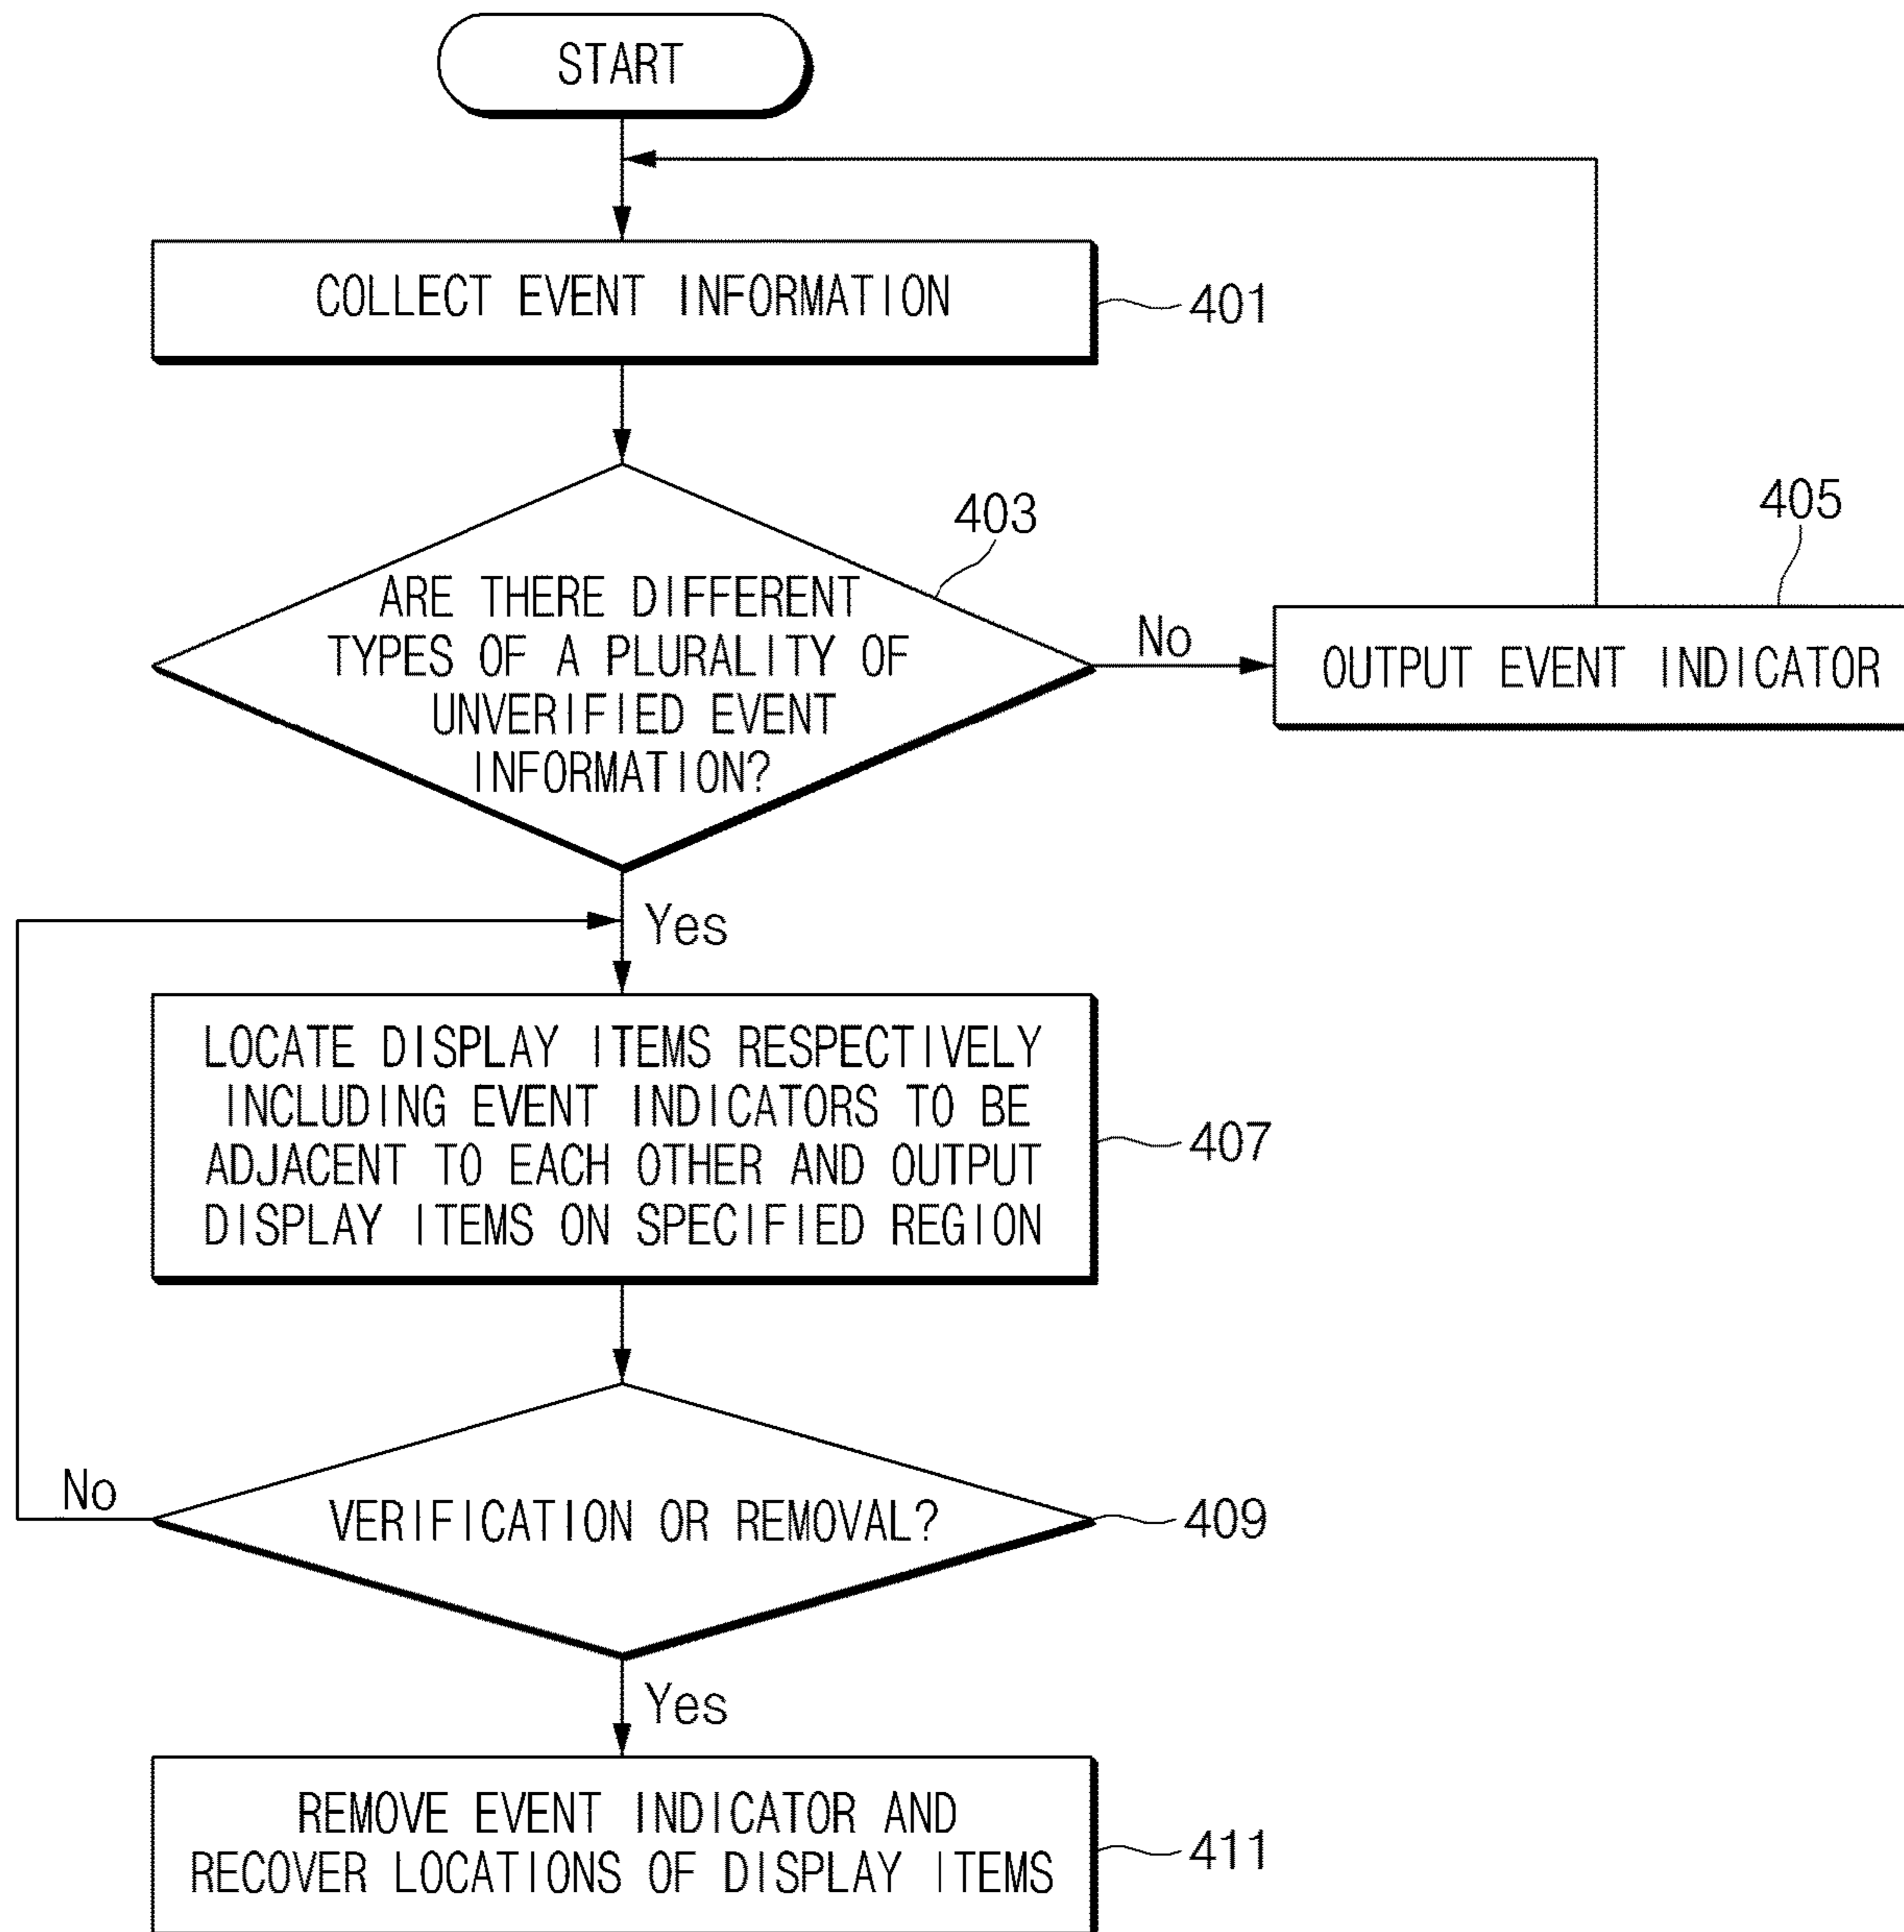 START
COLLECT EVENT INFORMATION
401
403
405
ARE THERE DIFFERENT
TYPES OF A PLURALITY OF
UNVERIFIED EVENT
INFORMATION?
No
OUTPUT EVENT INDICATOR
Yes
LOCATE DISPLAY ITEMS RESPECTIVELY
INCLUDING EVENT INDICATORS TO BE
ADJACENT TO EACH OTHER AND OUTPUT
DISPLAY ITEMS ON SPECIFIED REGION
407
No
VERIFICATION OR REMOVAL?
409
Yes
REMOVE EVENT INDICATOR AND
RECOVER LOCATIONS OF DISPLAY ITEMS
411